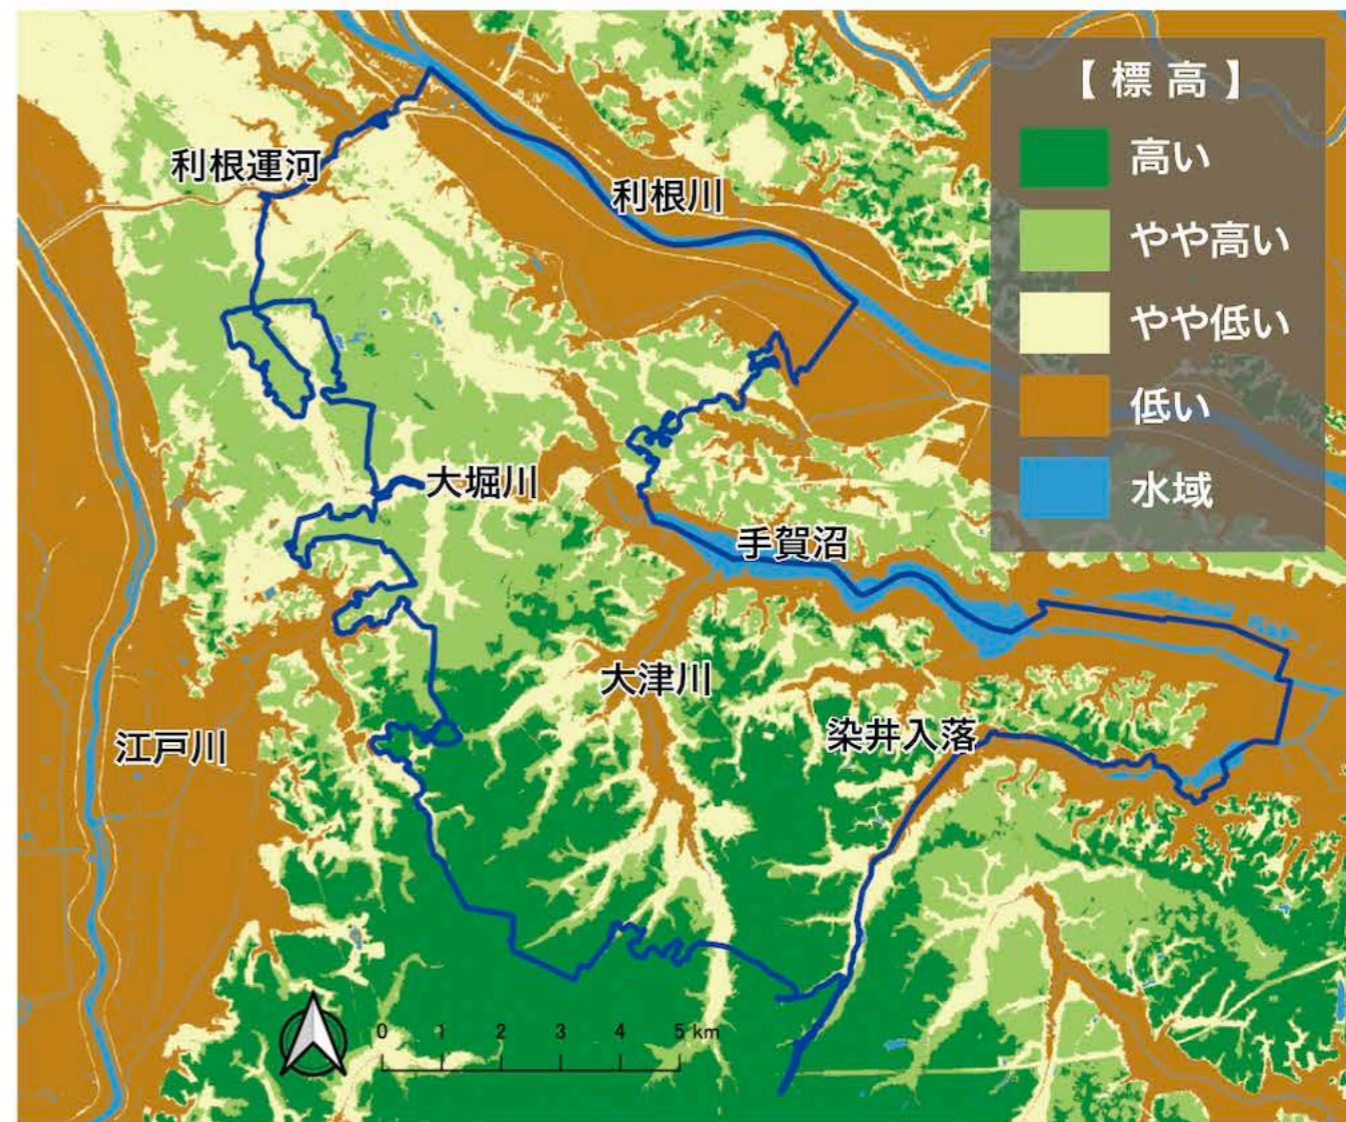 【標高】
高い
やや高い
やや低い
低い
水域
利根運河
利根川
大堀川
手賀沼
大津川
染井入落
江戸川
0 1 2 3 4 5 km